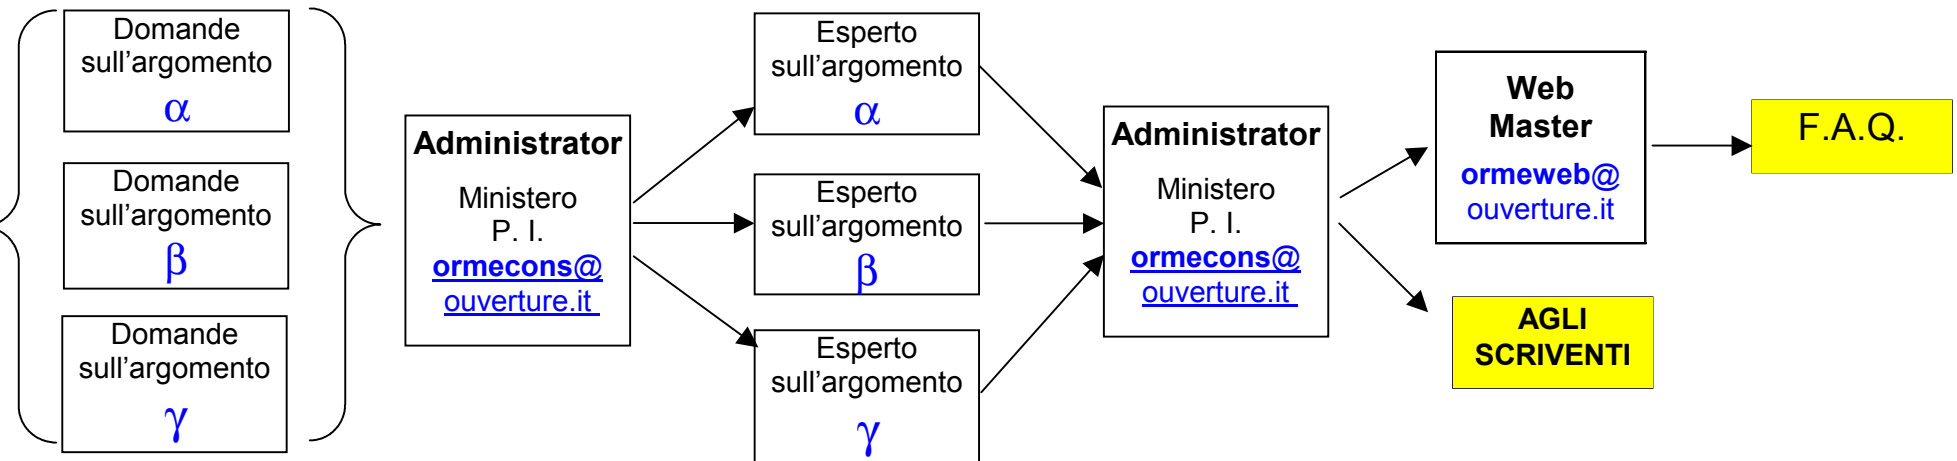 Domande
sull’argomento
α
Domande
sull’argomento
β
Domande
sull’argomento
γ
Administrator
Ministero
P. I.
ormecons@
ouverture.it
Esperto
sull’argomento
α
Esperto
sull’argomento
β
Esperto
sull’argomento
γ
Administrator
Ministero
P. I.
ormecons@
ouverture.it
Web
Master
ormeweb@
ouverture.it
F.A.Q.
AGLI
SCRIVENTI